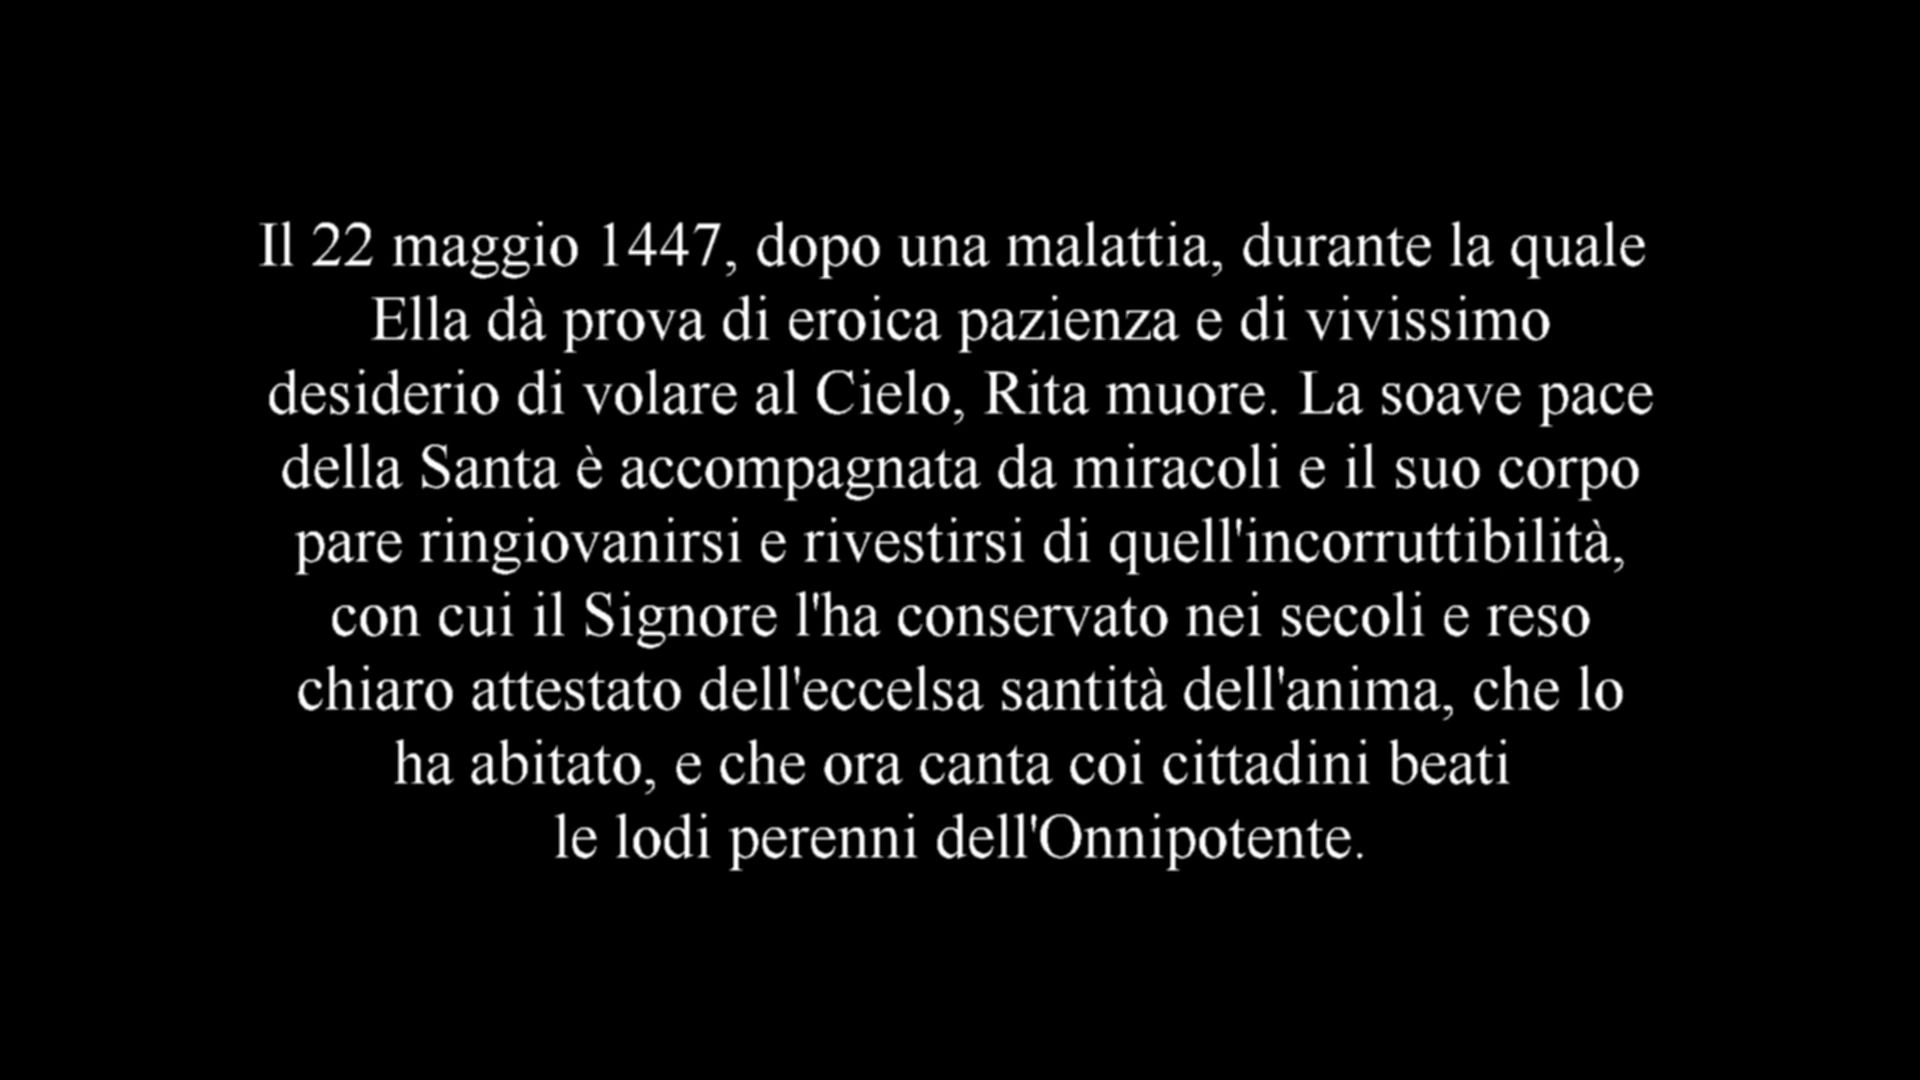 Il 22 maggio 1447, dopo una malattia, durante la quale
Ella dà prova di eroica pazienza e di vivissimo
desiderio di volare al Cielo, Rita muore. La soave pace
della Santa è accompagnata da miracoli e il suo corpo
pare ringiovanirsi e rivestirsi di quell'incorruttibilità,
con cui il Signore l'ha conservato nei secoli e reso
chiaro attestato dell'eccelsa santità dell'anima, che lo
ha abitato, e che ora canta coi cittadini beati
le lodi perenni dell'Onnipotente.